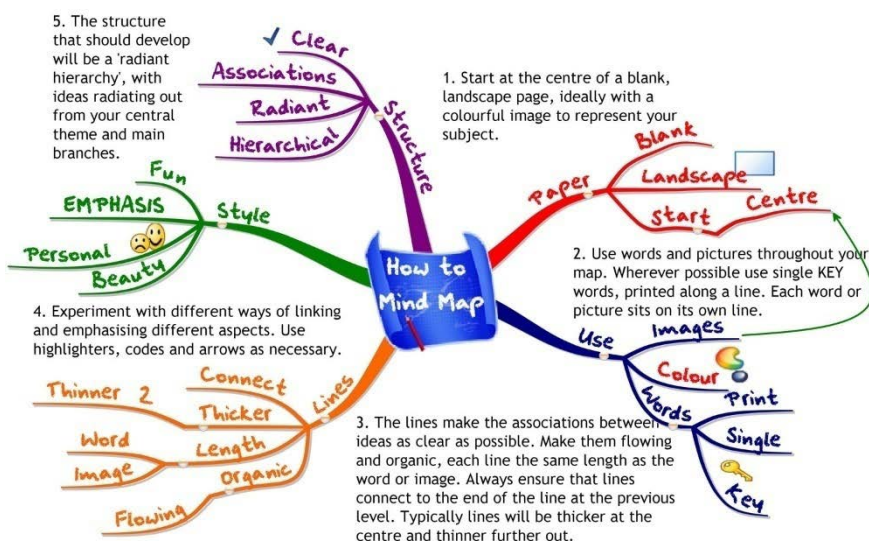 5. The structure
that should develop
will be a 'radiant
hierarchy', with
ideas radiating out
from your central
theme and main
branches.
Clear
Associations
Radiant
Hierarchical
Structure
1. Start at the centre of a blank,
landscape page, ideally with a
colourful image to represent your
subject.
Paper
Blank
Landscape
Start
Centre
Fun
EMPHASIS
Personal
Beauty
Style
How to
Mind Map
2. Use words and pictures throughout your
map. Wherever possible use single KEY
words, printed along a line. Each word or
picture sits on its own line.
Use
Images
Colour
Words
Print
Single
Key
4. Experiment with different ways of linking
and emphasising different aspects. Use
highlighters, codes and arrows as necessary.
Lines
Connect
Thinner 2
Thicker
Word
Length
Image
Organic
Flowing
3. The lines make the associations between
ideas as clear as possible. Make them flowing
and organic, each line the same length as the
word or image. Always ensure that lines
connect to the end of the line at the previous
level. Typically lines will be thicker at the
centre and thinner further out.